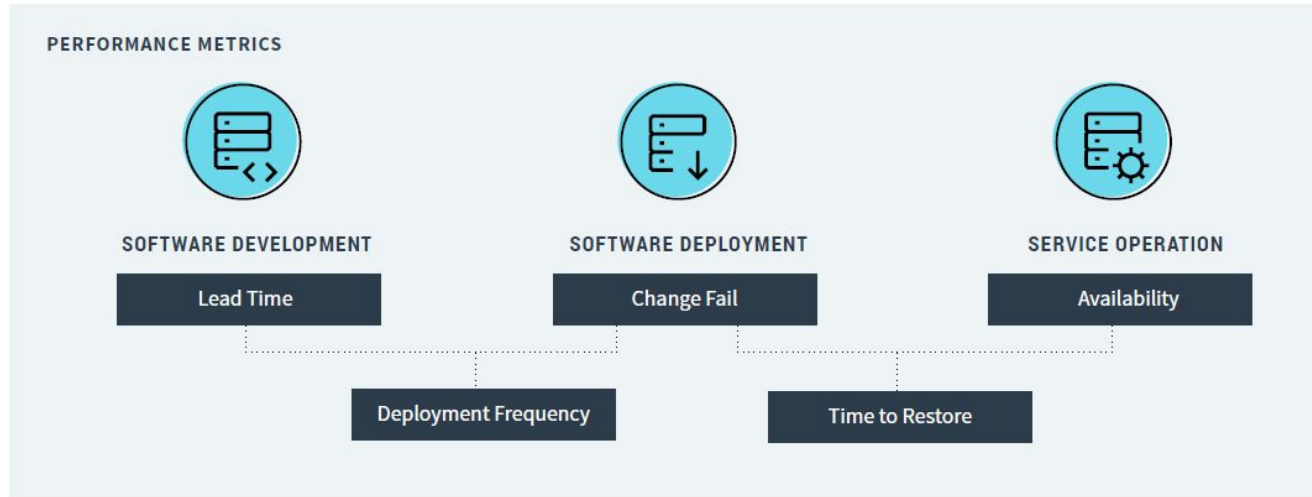 PERFORMANCE METRICS
SOFTWARE DEVELOPMENT
SOFTWARE DEPLOYMENT
SERVICE OPERATION
Lead Time
Change Fail
Availability
Deployment Frequency
Time to Restore